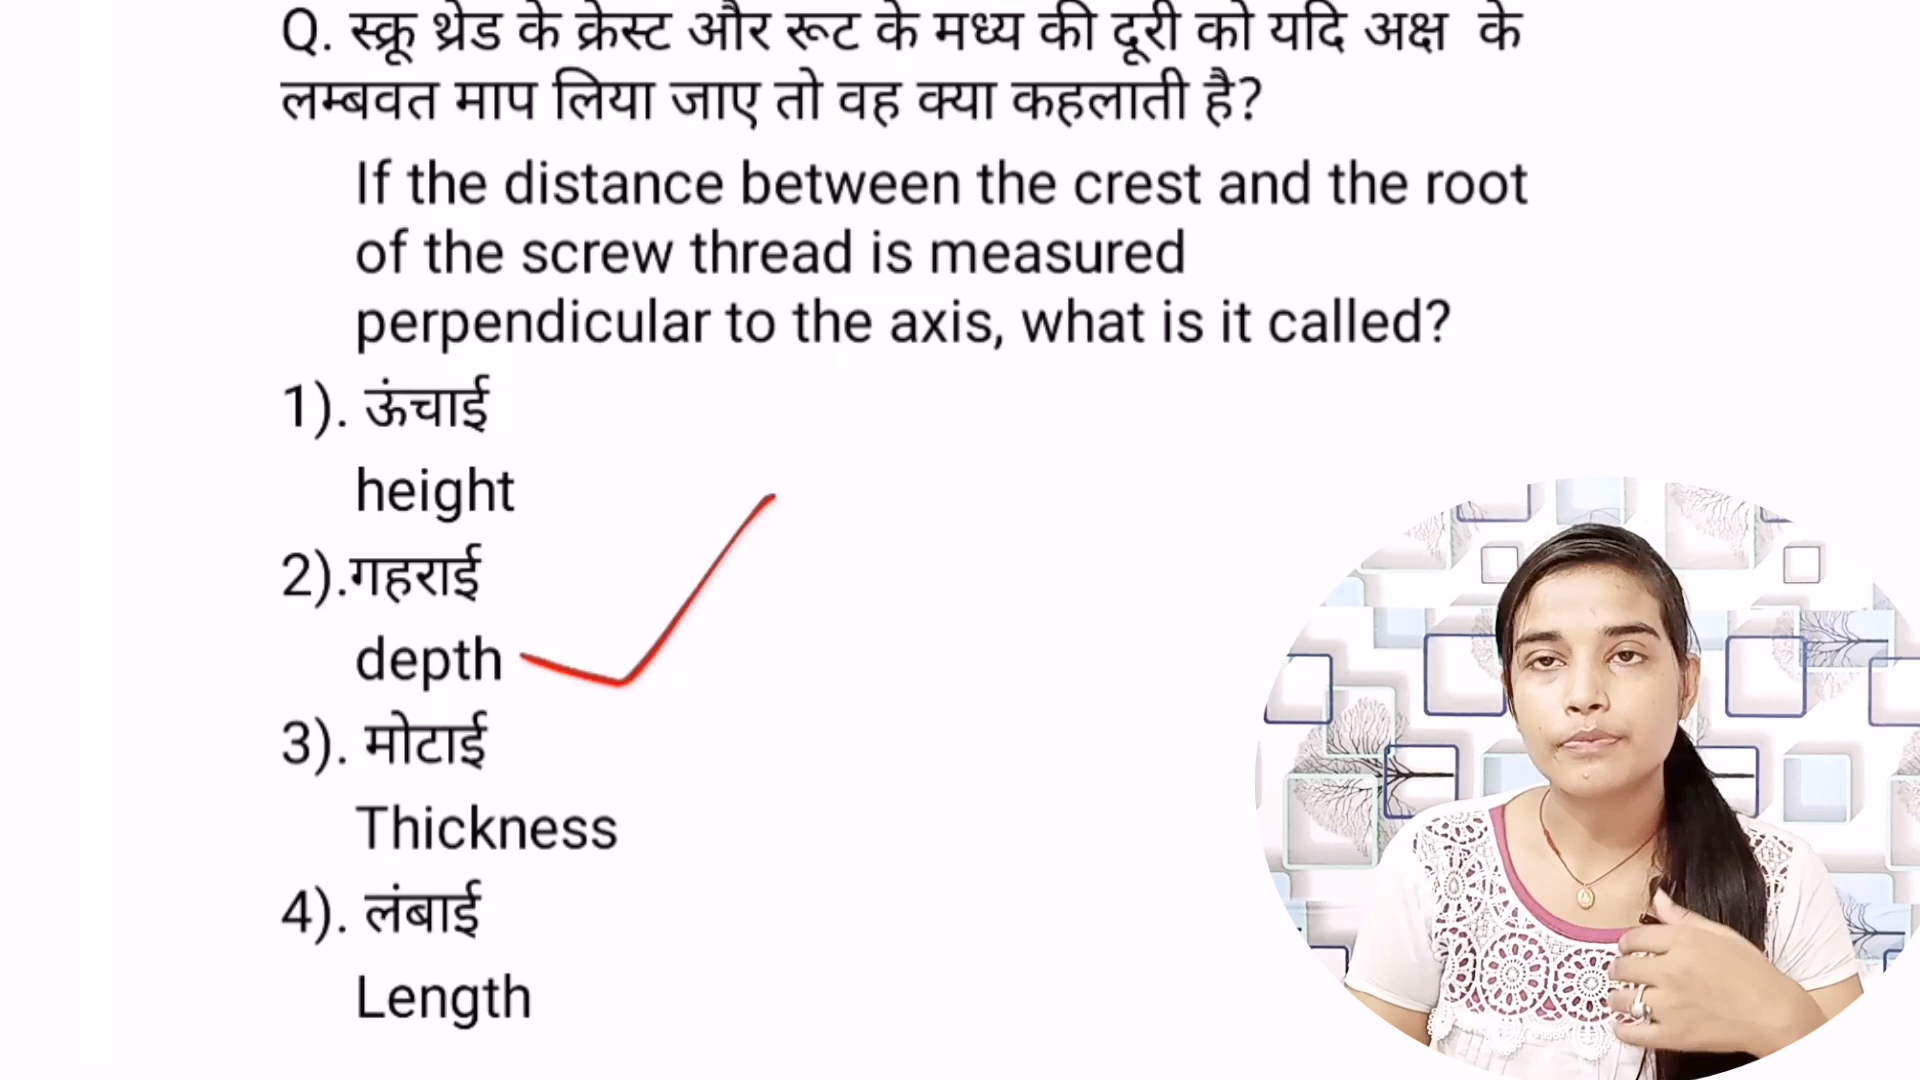 Q. स्क्रू थ्रेड के क्रेस्ट और रूट के मध्य की दूरी को यदि अक्ष के
लम्बवत माप लिया जाए तो वह क्या कहलाती है?
If the distance between the crest and the root
of the screw thread is measured
perpendicular to the axis, what is it called?
1). ऊंचाई
height
2).गहराई
depth
3). मोटाई
Thickness
4). लंबाई
Length